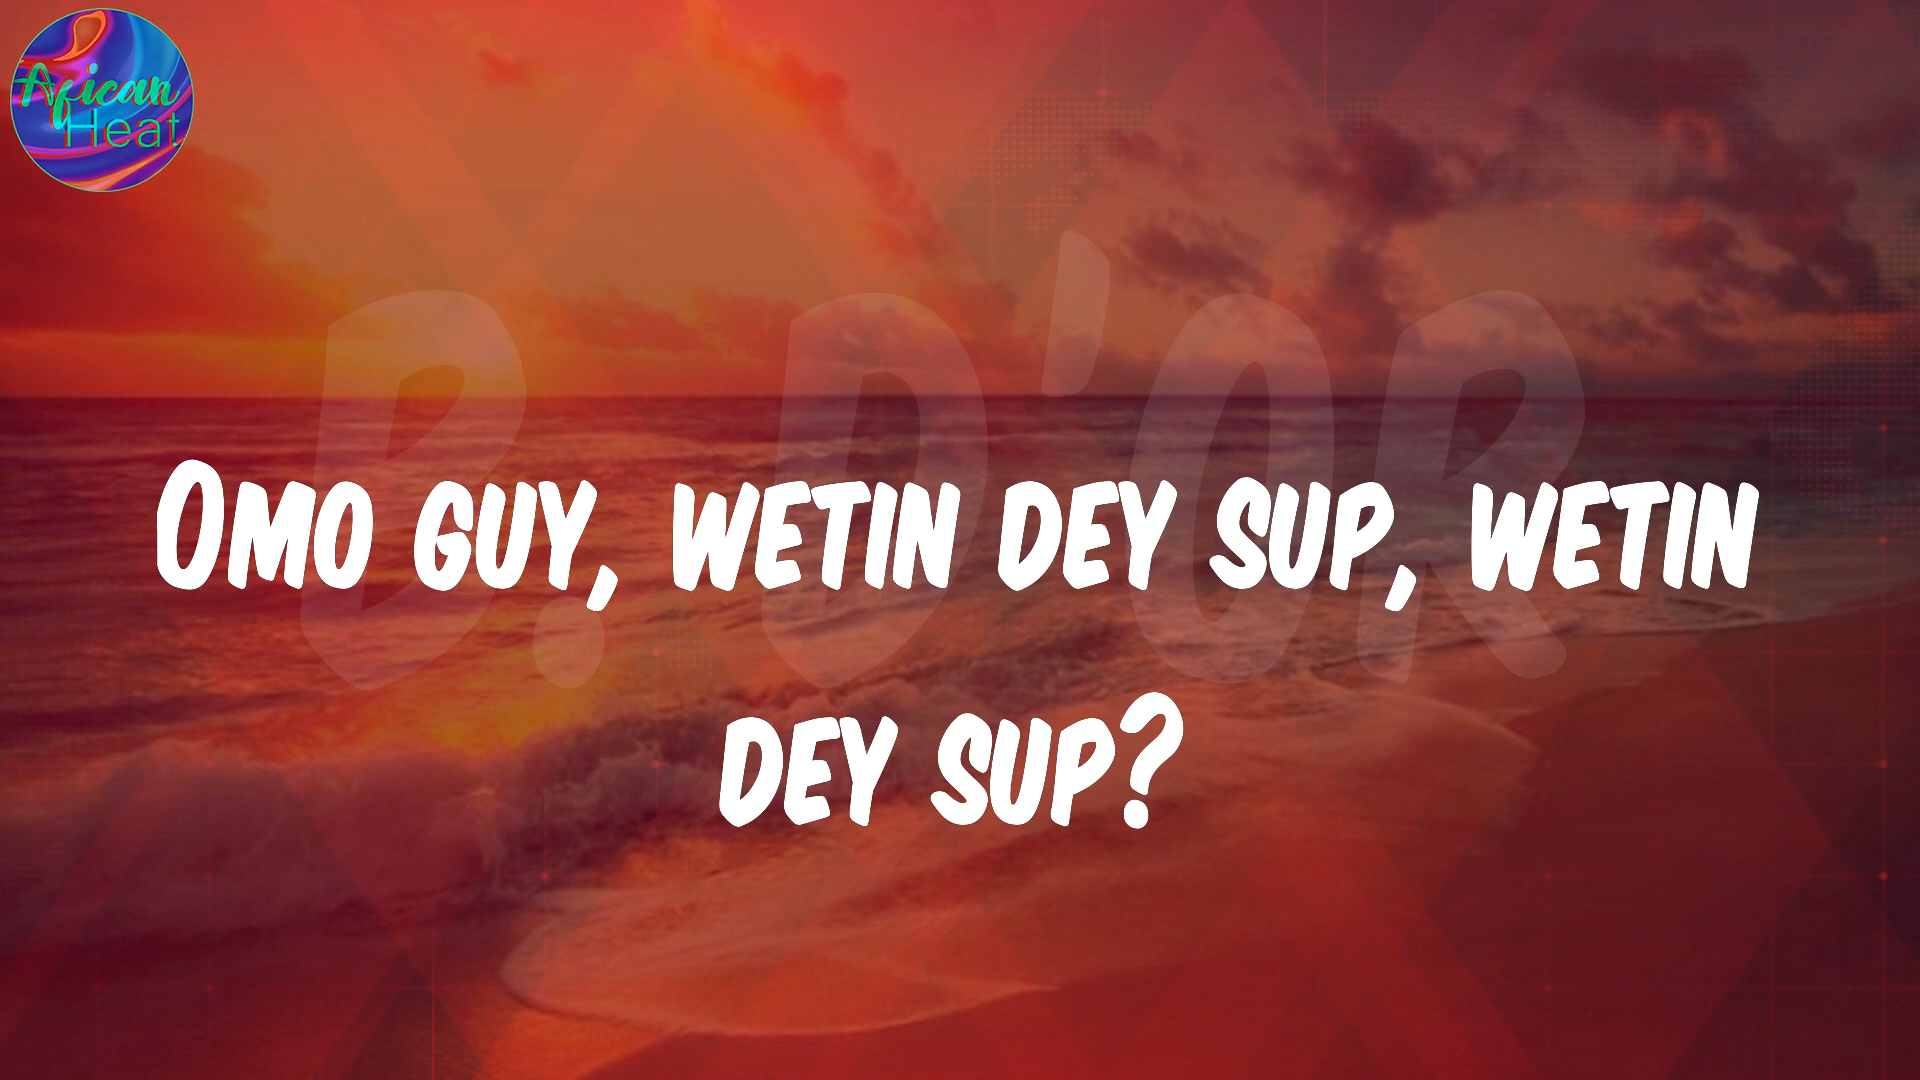 Afican
Heat
B. D'OR
Omo guy, wetin dey sup, wetin
dey sup?